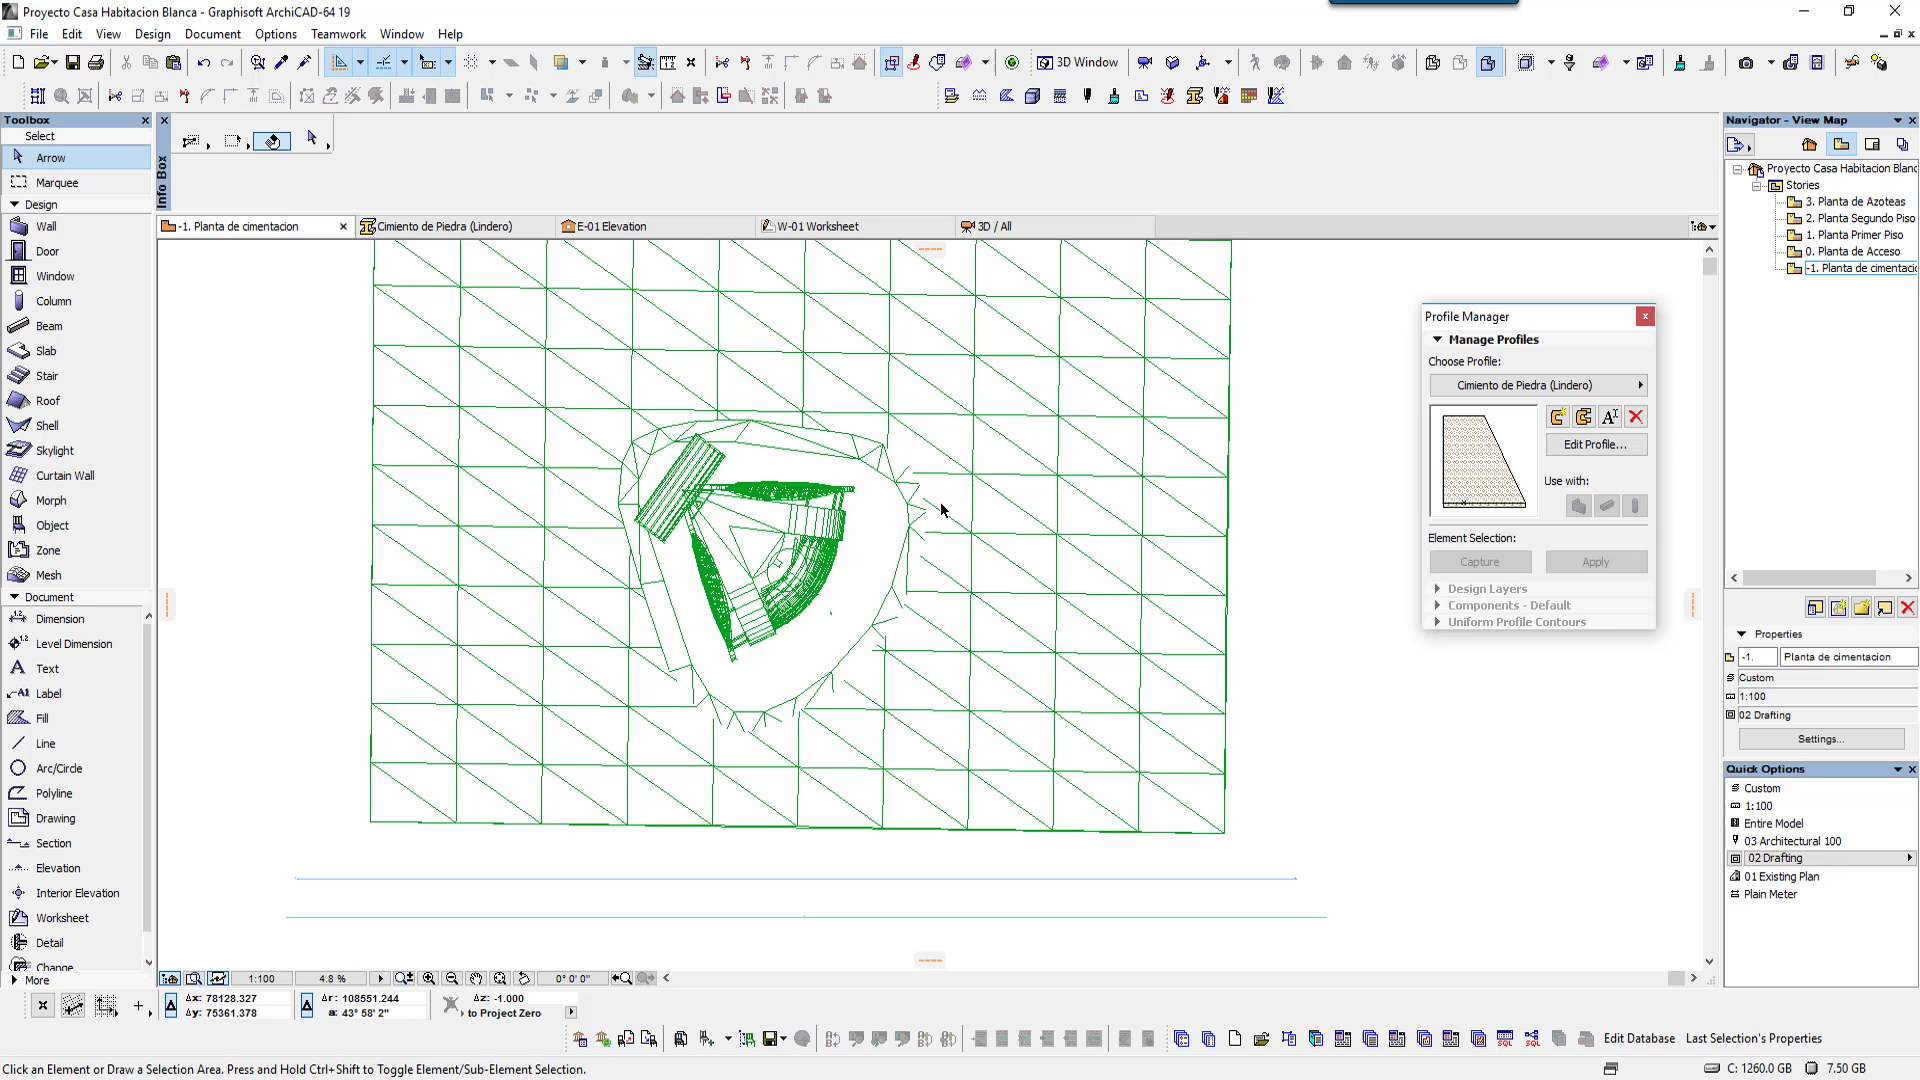 Proyecto Casa Habitacion Blanca - Graphisoft ArchiCAD-64 19
File Edit View Design Document Options Teamwork Window Help
3D Window
Toolbox
Select
Arrow
Marquee
Design
Wall
Door
Window
Column
Beam
Slab
Stair
Roof
Shell
Skylight
Curtain Wall
Morph
Object
Zone
Mesh
Document
Dimension
Level Dimension
Text
Label
Fill
Line
Arc/Circle
Polyline
Drawing
Section
Elevation
Interior Elevation
Worksheet
Detail
Change
More
Info Box
-1. Planta de cimentacion
Cimiento de Piedra (Lindero)
E-01 Elevation
W-01 Worksheet
3D / All
Profile Manager
Manage Profiles
Choose Profile:
Cimiento de Piedra (Lindero)
Edit Profile...
Use with:
Element Selection:
Capture Apply
Design Layers
Components - Default
Uniform Profile Contours
Navigator - View Map
Proyecto Casa Habitacion Blanc
Stories
3. Planta de Azoteas
2. Planta Segundo Piso
1. Planta Primer Piso
0. Planta de Acceso
-1. Planta de cimentacio
Properties
-1. Planta de cimentacion
Custom
1:100
02 Drafting
Settings...
Quick Options
Custom
1:100
Entire Model
03 Architectural 100
02 Drafting
01 Existing Plan
Plain Meter
1:100 4.8 % 0° 0' 0"
Δx: 78128.327
Δy: 75361.378
Δr: 108551.244
a: 43° 58' 2"
Δz: -1.000
to Project Zero
Edit Database Last Selection's Properties
Click an Element or Draw a Selection Area. Press and Hold Ctrl+Shift to Toggle Element/Sub-Element Selection.
C: 1260.0 GB 7.50 GB